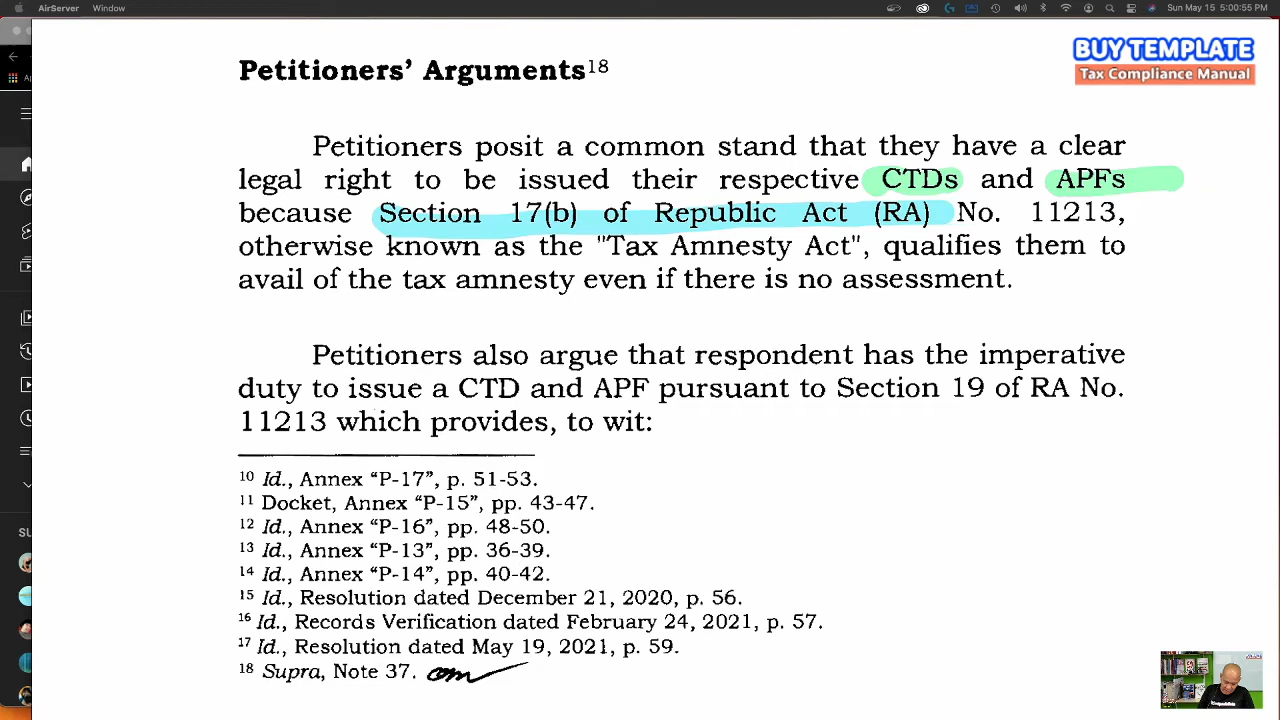 AirServer Window
Sun May 15 5:00:55 PM
BUY TEMPLATE
Tax Compliance Manual
Petitioners' Arguments18
Petitioners posit a common stand that they have a clear
legal right to be issued their respective CTDs and APFs
because Section 17(b) of Republic Act (RA) No. 11213,
otherwise known as the "Tax Amnesty Act", qualifies them to
avail of the tax amnesty even if there is no assessment.
Petitioners also argue that respondent has the imperative
duty to issue a CTD and APF pursuant to Section 19 of RA No.
11213 which provides, to wit:
10 Id., Annex “P-17”, p. 51-53.
11 Docket, Annex “P-15”, pp. 43-47.
12 Id., Annex “P-16”, pp. 48-50.
13 Id., Annex “P-13”, pp. 36-39.
14 Id., Annex “P-14”, pp. 40-42.
15 Id., Resolution dated December 21, 2020, p. 56.
16 Id., Records Verification dated February 24, 2021, p. 57.
17 Id., Resolution dated May 19, 2021, p. 59.
18 Supra, Note 37.